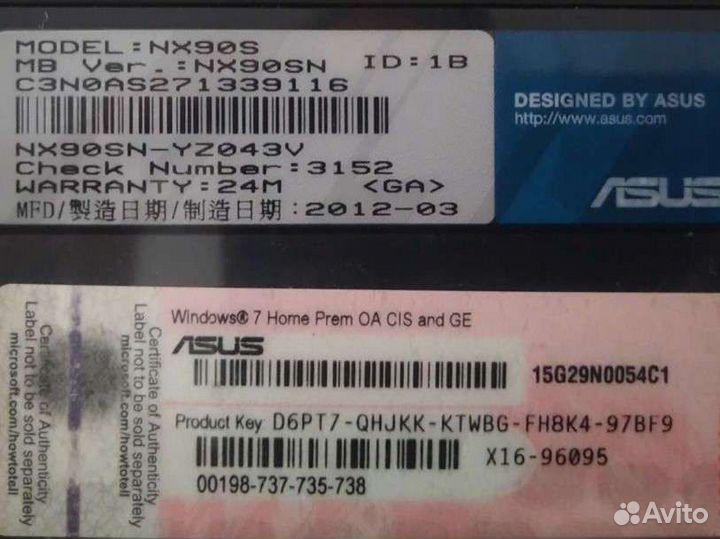 MODEL:NX90S
MB Ver.:NX90SN ID:1B
C3N0AS271339116
NX90SN-YZ043V
Check Number:3152
WARRANTY:24M <GA>
MFD/製造日期/制造日期:2012-03
DESIGNED BY ASUS
http://www.asus.com
ASUS
Certificate of Authenticity
Label not to be sold separately
microsoft.com/howtotell
Certificate of Authenticity
Label not to be sold separately
microsoft.com/howtotell
Windows® 7 Home Prem OA CIS and GE
ASUS
15G29N0054C1
Product Key: D6PT7-QHJKK-KTWBG-FH8K4-97BF9
X16-96095
00198-737-735-738
Avito